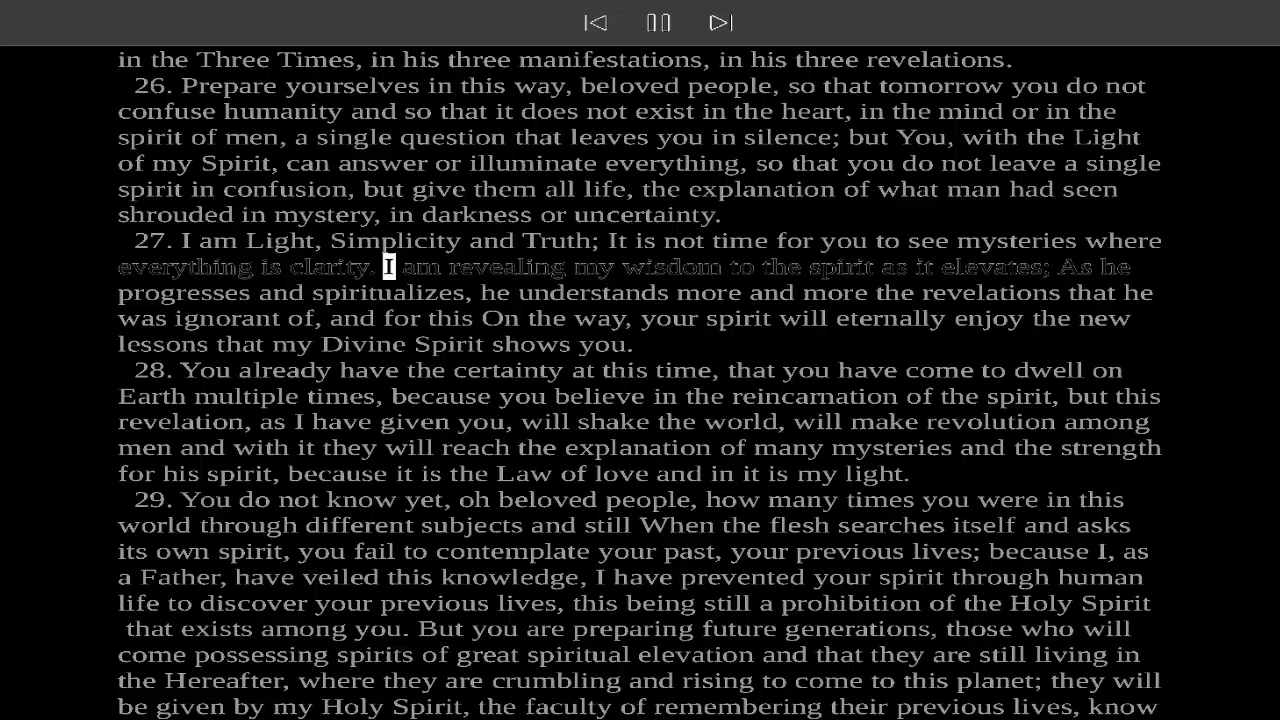 in the Three Times, in his three manifestations, in his three revelations.
26. Prepare yourselves in this way, beloved people, so that tomorrow you do not
confuse humanity and so that it does not exist in the heart, in the mind or in the
spirit of men, a single question that leaves you in silence; but You, with the Light
of my Spirit, can answer or illuminate everything, so that you do not leave a single
spirit in confusion, but give them all life, the explanation of what man had seen
shrouded in mystery, in darkness or uncertainty.
27. I am Light, Simplicity and Truth; It is not time for you to see mysteries where
everything is clarity. I am revealing my wisdom to the spirit as it elevates; As he
progresses and spiritualizes, he understands more and more the revelations that he
was ignorant of, and for this On the way, your spirit will eternally enjoy the new
lessons that my Divine Spirit shows you.
28. You already have the certainty at this time, that you have come to dwell on
Earth multiple times, because you believe in the reincarnation of the spirit, but this
revelation, as I have given you, will shake the world, will make revolution among
men and with it they will reach the explanation of many mysteries and the strength
for his spirit, because it is the Law of love and in it is my light.
29. You do not know yet, oh beloved people, how many times you were in this
world through different subjects and still When the flesh searches itself and asks
its own spirit, you fail to contemplate your past, your previous lives; because I, as
a Father, have veiled this knowledge, I have prevented your spirit through human
life to discover your previous lives, this being still a prohibition of the Holy Spirit
that exists among you. But you are preparing future generations, those who will
come possessing spirits of great spiritual elevation and that they are still living in
the Hereafter, where they are crumbling and rising to come to this planet; they will
be given by my Holy Spirit, the faculty of remembering their previous lives, know